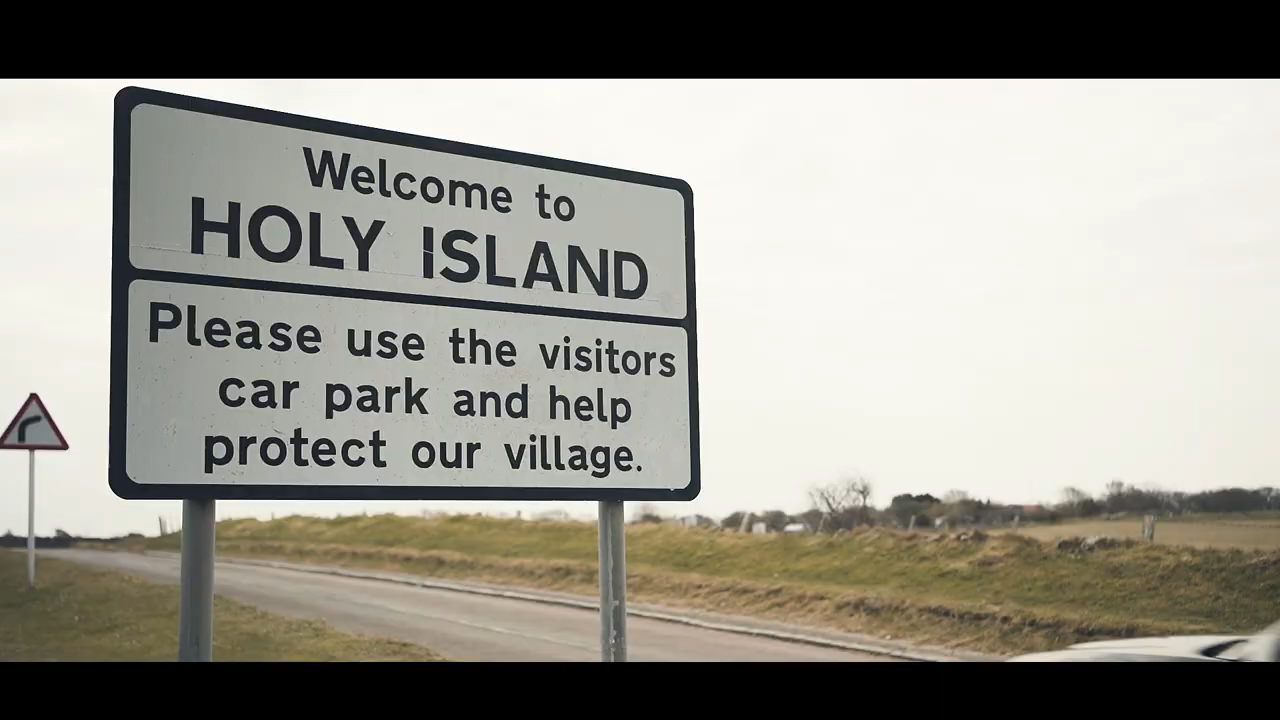 Welcome to
HOLY ISLAND
Please use the visitors
car park and help
protect our village.